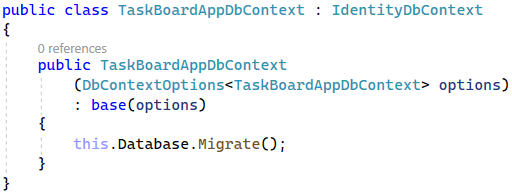 public class TaskBoardAppDbContext : IdentityDbContext
{
0 references
public TaskBoardAppDbContext
(DbContextOptions<TaskBoardAppDbContext> options)
: base(options)
{
this.Database.Migrate();
}
}